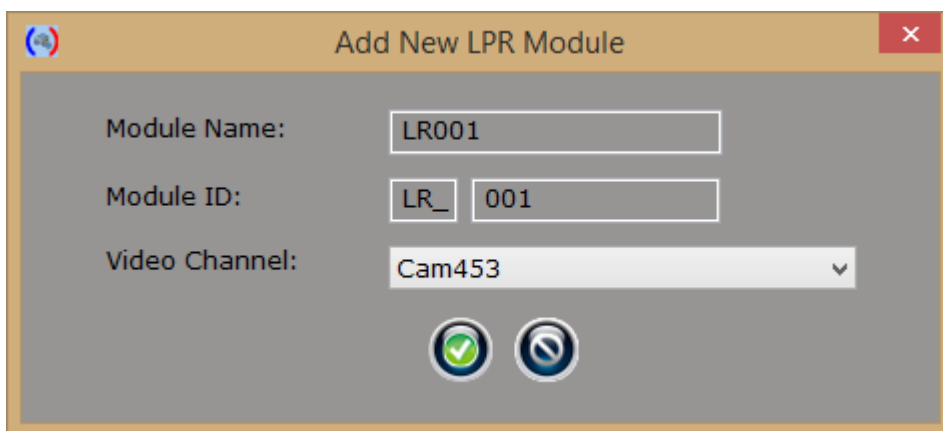 Add New LPR Module
Module Name: LR001
Module ID: LR_ 001
Video Channel: Cam453